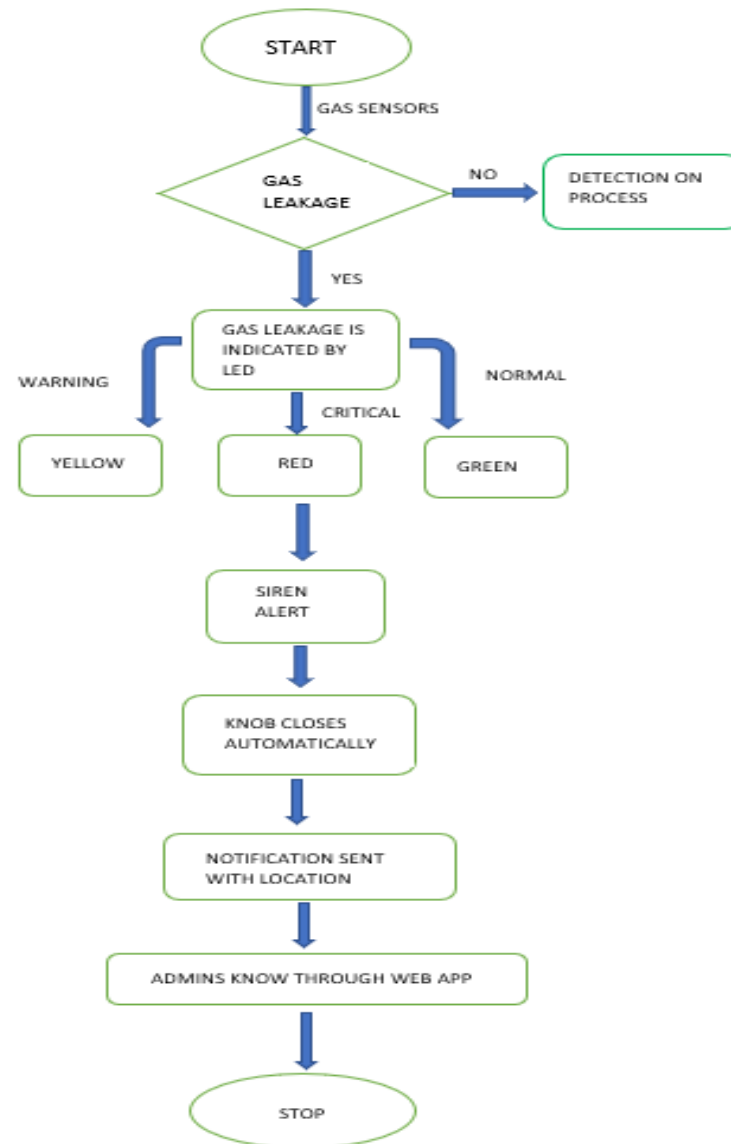 START
GAS SENSORS
GAS
LEAKAGE
NO
DETECTION ON
PROCESS
YES
GAS LEAKAGE IS
INDICATED BY
LED
WARNING
NORMAL
CRITICAL
YELLOW
RED
GREEN
SIREN
ALERT
KNOB CLOSES
AUTOMATICALLY
NOTIFICATION SENT
WITH LOCATION
ADMINS KNOW THROUGH WEB APP
STOP